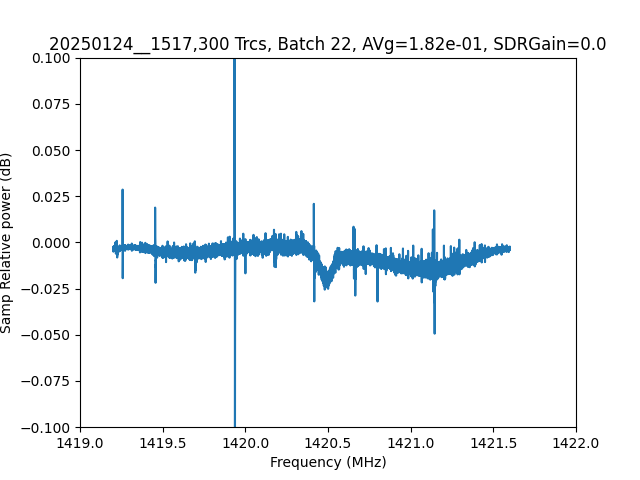 20250124__1517,300 Trcs, Batch 22, AVg=1.82e-01, SDRGain=0.0
0.100
0.075
0.050
0.025
0.000
−0.025
−0.050
−0.075
−0.100
Samp Relative power (dB)
1419.0 1419.5 1420.0 1420.5 1421.0 1421.5 1422.0
Frequency (MHz)